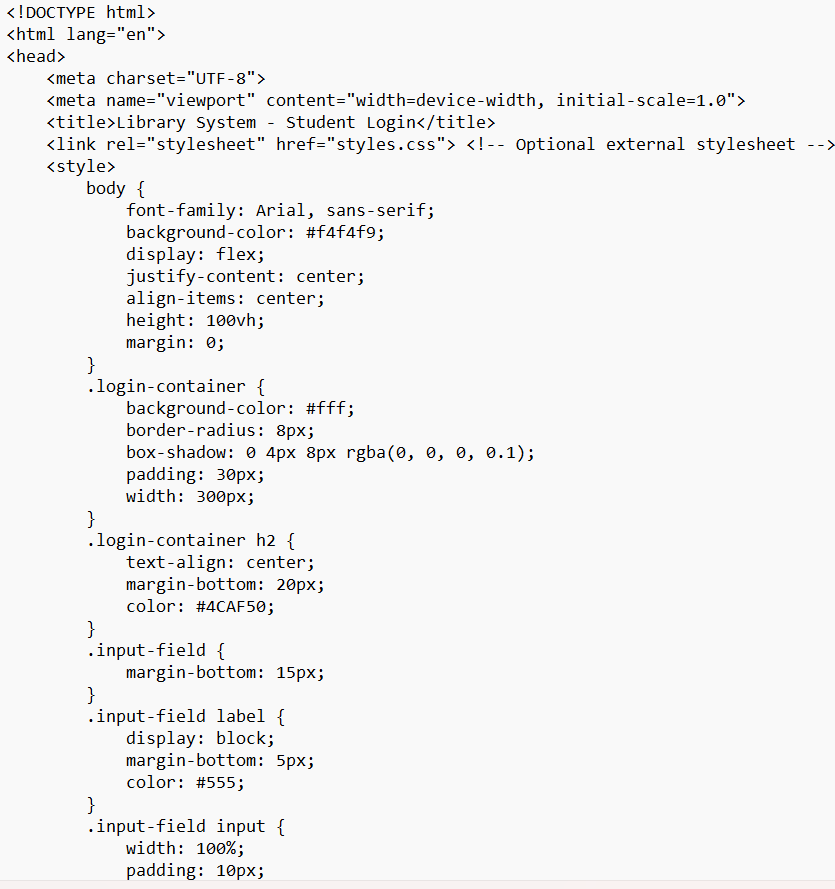 <!DOCTYPE html>
<html lang="en">
<head>
    <meta charset="UTF-8">
    <meta name="viewport" content="width=device-width, initial-scale=1.0">
    <title>Library System - Student Login</title>
    <link rel="stylesheet" href="styles.css"> <!-- Optional external stylesheet -->
    <style>
        body {
            font-family: Arial, sans-serif;
            background-color: #f4f4f9;
            display: flex;
            justify-content: center;
            align-items: center;
            height: 100vh;
            margin: 0;
        }
        .login-container {
            background-color: #fff;
            border-radius: 8px;
            box-shadow: 0 4px 8px rgba(0, 0, 0, 0.1);
            padding: 30px;
            width: 300px;
        }
        .login-container h2 {
            text-align: center;
            margin-bottom: 20px;
            color: #4CAF50;
        }
        .input-field {
            margin-bottom: 15px;
        }
        .input-field label {
            display: block;
            margin-bottom: 5px;
            color: #555;
        }
        .input-field input {
            width: 100%;
            padding: 10px;